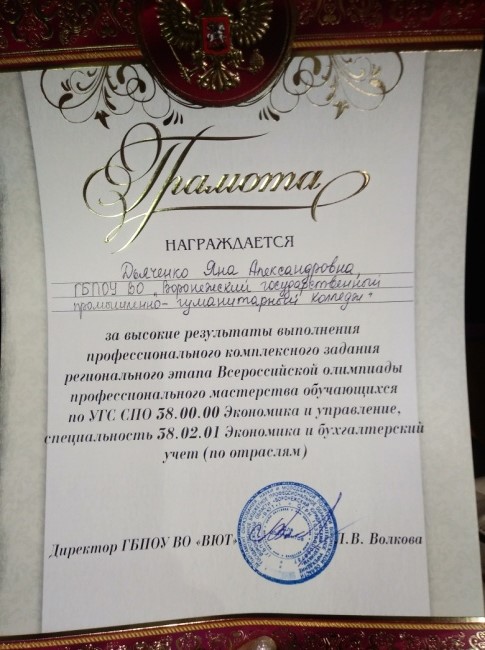 Грамота
НАГРАЖДАЕТСЯ
Дьяченко Яна Александровна,
ГБПОУ ВО „Воронежский государственный
промышленно-гуманитарный колледж"
за высокие результаты выполнения
профессионального комплексного задания
регионального этапа Всероссийской олимпиады
профессионального мастерства обучающихся
по УГС СПО 38.00.00 Экономика и управление,
специальность 38.02.01 Экономика и бухгалтерский
учет (по отраслям)
Директор ГБПОУ ВО «ВЮТ» Л.В. Волкова